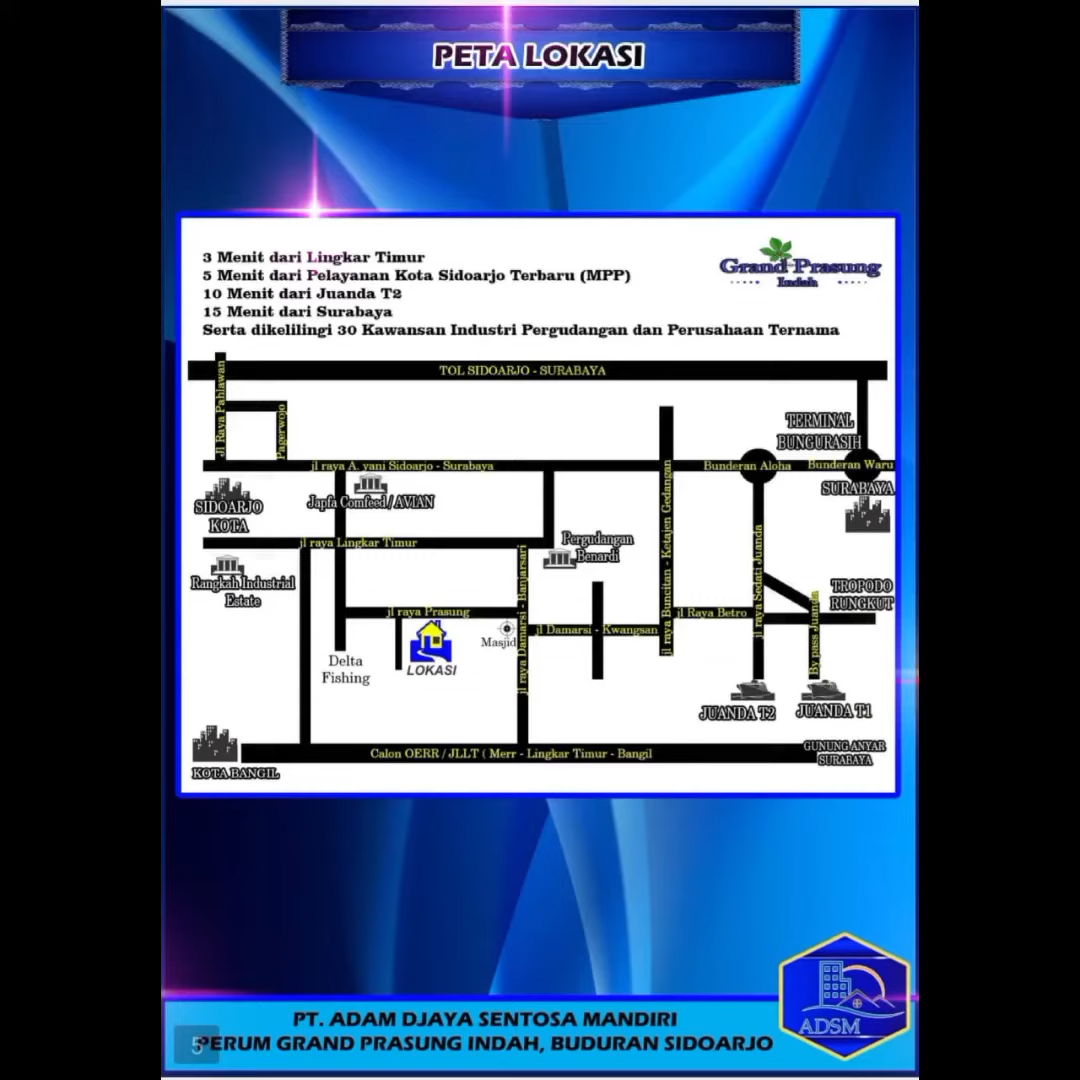 PETA LOKASI
3 Menit dari Lingkar Timur
5 Menit dari Pelayanan Kota Sidoarjo Terbaru (MPP)
10 Menit dari Juanda T2
15 Menit dari Surabaya
Serta dikelilingi 30 Kawansan Industri Pergudangan dan Perusahaan Ternama
Grand Prasung
Indah
TOL SIDOARJO - SURABAYA
Jl Raya Pahlawan
Pagerwojo
TERMINAL
BUNGURASIH
jl raya A. yani Sidoarjo - Surabaya
Bunderan Aloha
Bunderan Waru
SIDOARJO
KOTA
Japfa Comfeed / AVIAN
SURABAYA
jl raya Lingkar Timur
Pergudangan
Benardi
jl raya Buncitan - Ketajen Gedangan
jl raya Sedati Juanda
Rangkah Industrial
Estate
TROPODO
RUNGKUT
jl raya Prasung
jl raya Damarsi - Banjarsari
jl Damarsi - Kwangsan
jl Raya Betro
By pass Juanda
Masjid
LOKASI
Delta
Fishing
JUANDA T2
JUANDA T1
KOTA BANGIL
Calon OERR / JLLT ( Merr - Lingkar Timur - Bangil
GUNUNG ANYAR
SURABAYA
ADSM
PT. ADAM DJAYA SENTOSA MANDIRI
PERUM GRAND PRASUNG INDAH, BUDURAN SIDOARJO
5